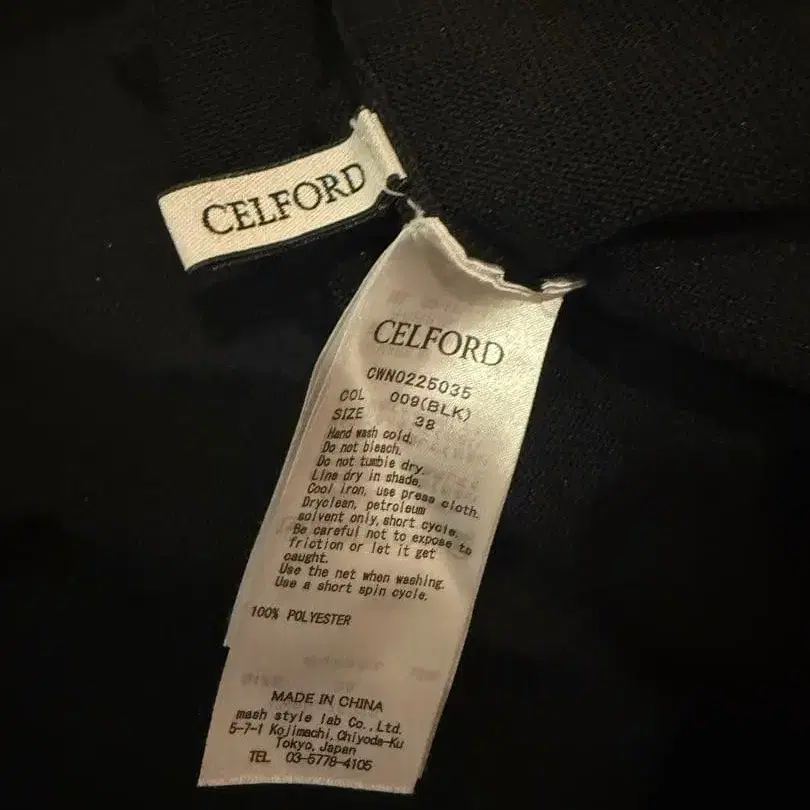 CELFORD
CELFORD
CWNO225035
COL 009(BLK)
SIZE 38
Hand wash cold.
Do not bleach.
Do not tumble dry.
Line dry in shade.
Cool iron, use press cloth.
Dryclean, petroleum
solvent only,short cycle.
Be careful not to expose to
friction or let it get
caught.
Use the net when washing.
Use a short spin cycle.
100% POLYESTER
MADE IN CHINA
mash style lab Co.,Ltd.
5-7-1 Kojimachi,Chiyoda-Ku
Tokyo,Japan
TEL 03-5778-4105